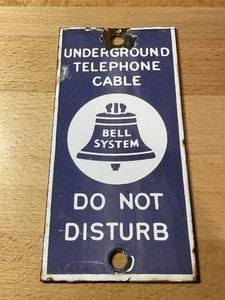 UNDERGROUND
TELEPHONE
CABLE
BELL
SYSTEM
DO NOT
DISTURB